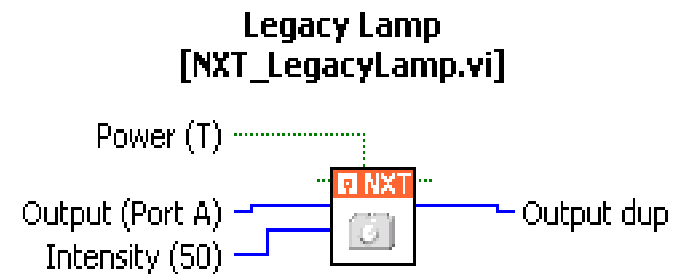 Legacy Lamp
[NXT_LegacyLamp.vi]
Power (T)
NXT
Output (Port A)
Output dup
Intensity (50)